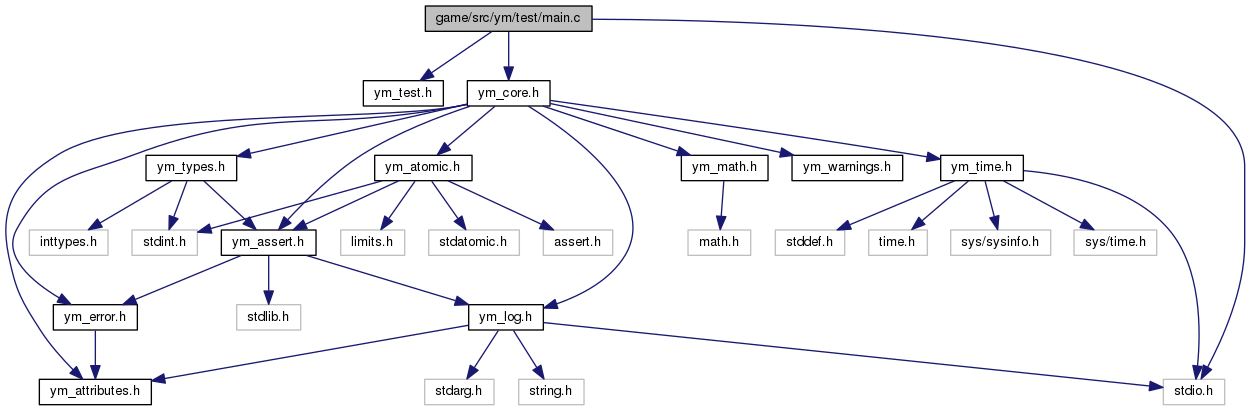 game/src/ym/test/main.c
ym_test.h
ym_core.h
ym_types.h
ym_atomic.h
ym_math.h
ym_warnings.h
ym_time.h
inttypes.h
stdint.h
ym_assert.h
limits.h
stdatomic.h
assert.h
math.h
stddef.h
time.h
sys/sysinfo.h
sys/time.h
ym_error.h
stdlib.h
ym_log.h
ym_attributes.h
stdarg.h
string.h
stdio.h